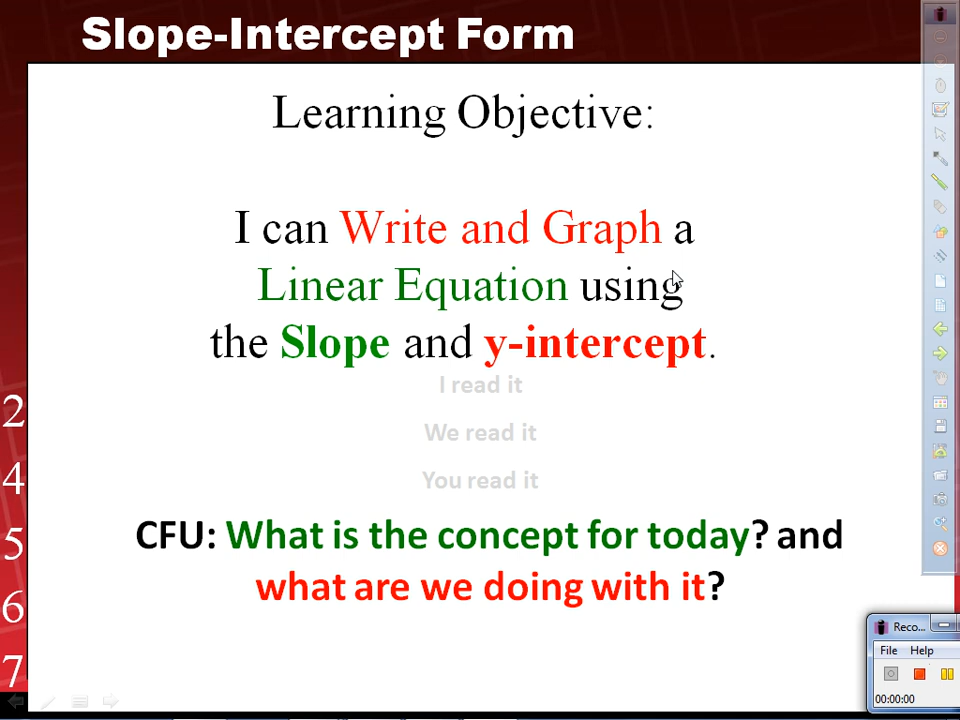 Slope-Intercept Form
Learning Objective:
I can Write and Graph a
Linear Equation using
the Slope and y-intercept.
I read it
We read it
You read it
CFU: What is the concept for today? and
what are we doing with it?
2
4
5
6
7
Reco...
File Help
00:00:00